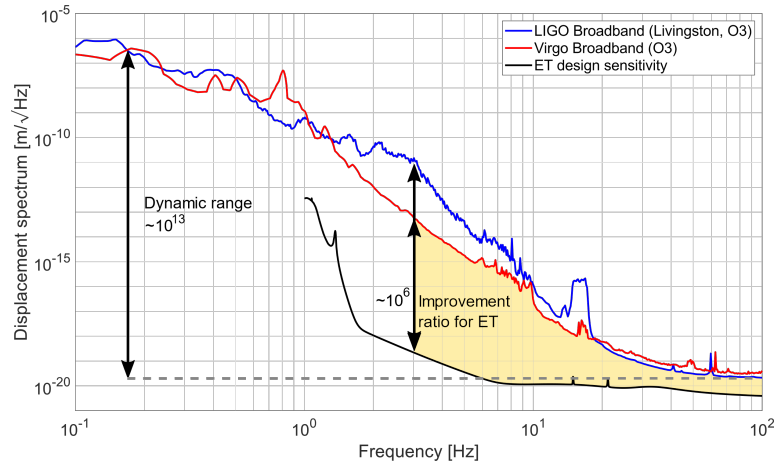 10^-5
10^-10
10^-15
10^-20
Displacement spectrum [m/√Hz]
LIGO Broadband (Livingston, O3)
Virgo Broadband (O3)
ET design sensitivity
Dynamic range
~10^13
~10^6
Improvement
ratio for ET
10^-1
10^0
10^1
10^2
Frequency [Hz]